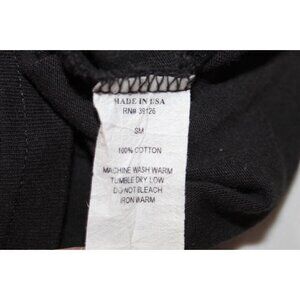 MADE IN USA
RN# 39126
SM
100% COTTON
MACHINE WASH WARM
TUMBLE DRY LOW
DO NOT BLEACH
IRON WARM